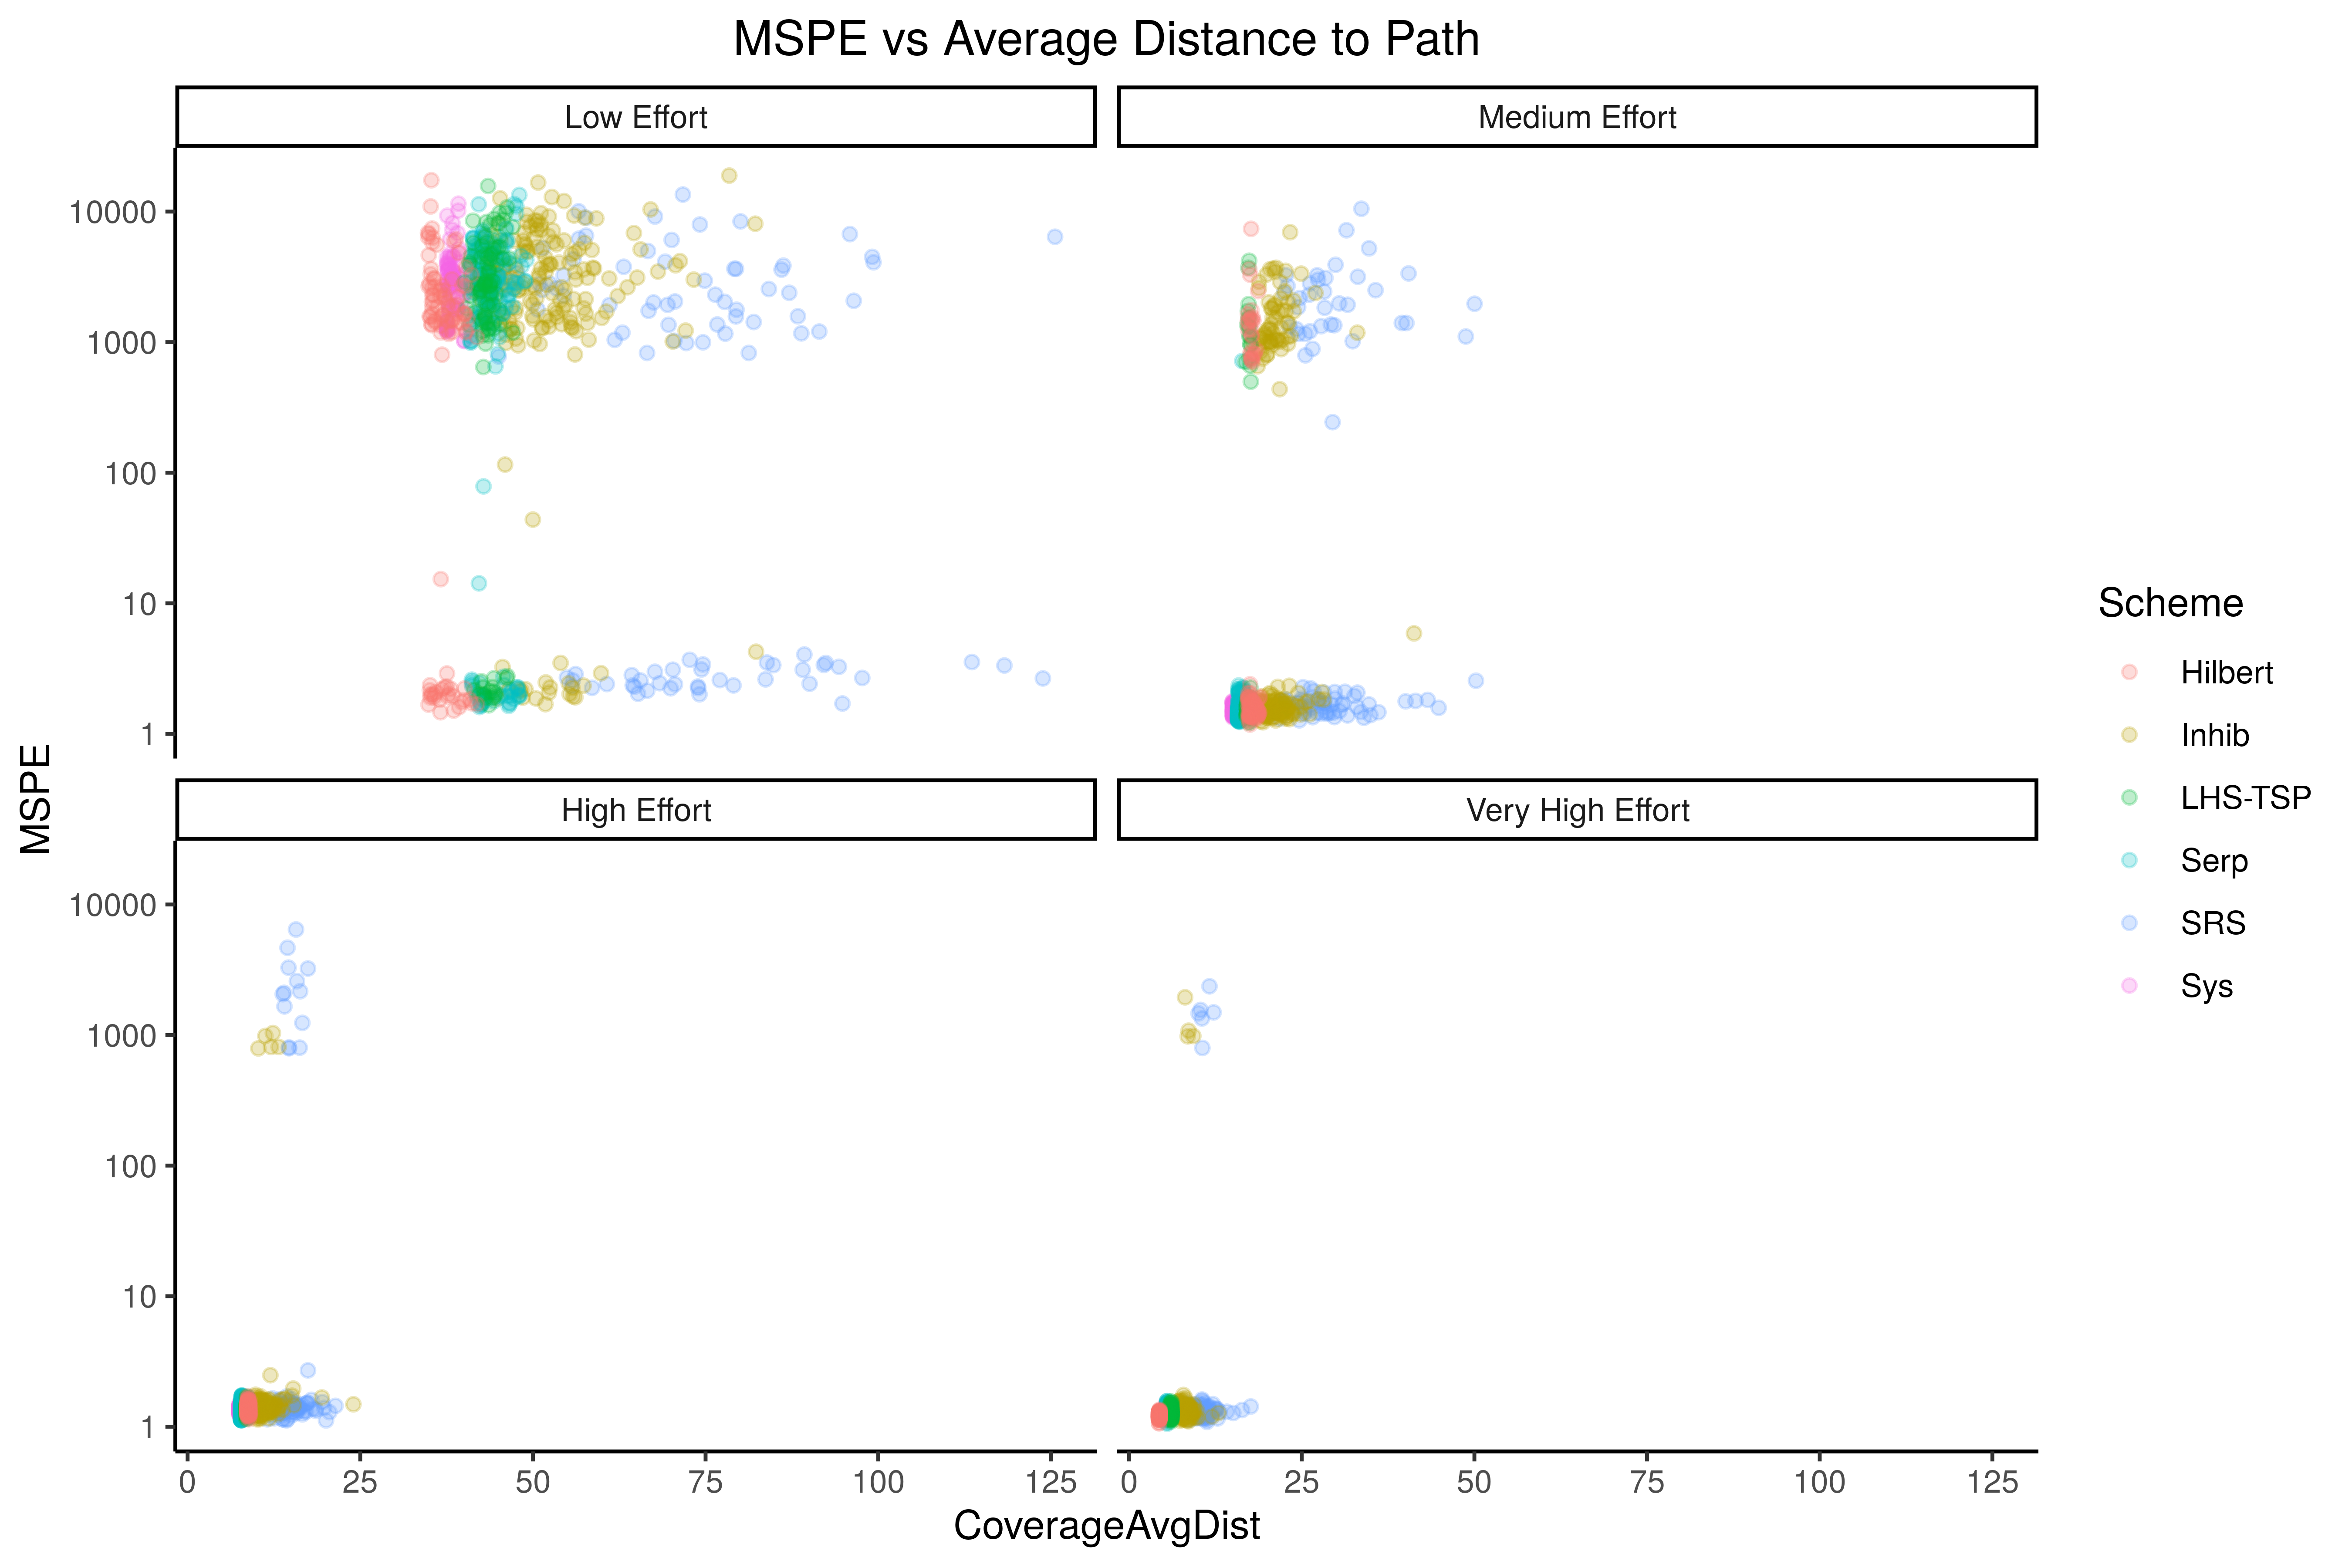 MSPE vs Average Distance to Path
Low Effort
Medium Effort
10000
1000
100
10
1
High Effort
Very High Effort
10000
1000
100
10
1
0 25 50 75 100 125
0 25 50 75 100 125
CoverageAvgDist
MSPE
Scheme
Hilbert
Inhib
LHS-TSP
Serp
SRS
Sys